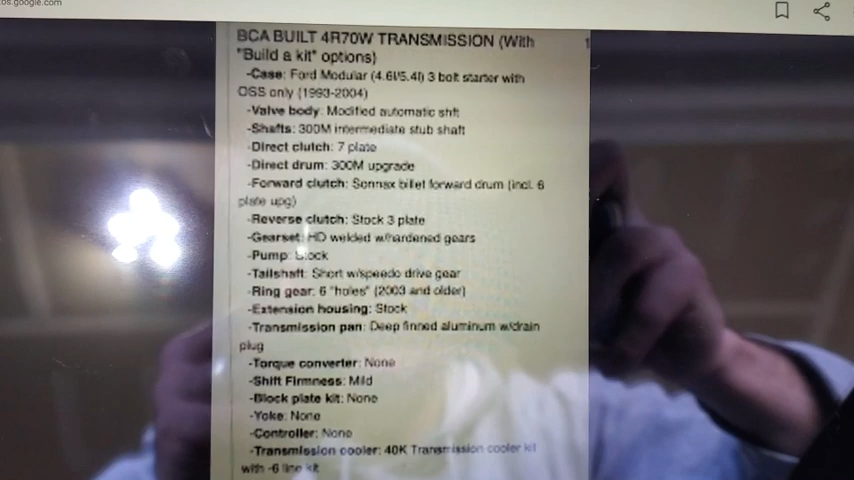 os.google.com
BCA BUILT 4R70W TRANSMISSION (With 1
"Build a kit" options)
-Case: Ford Modular (4.6l/5.4l) 3 bolt starter with
OSS only (1993-2004)
-Valve body: Modified automatic shft
-Shafts: 300M intermediate stub shaft
-Direct clutch: 7 plate
-Direct drum: 300M upgrade
-Forward clutch: Sonnax billet forward drum (incl. 6
plate upg)
-Reverse clutch: Stock 3 plate
-Gearset: HD welded w/hardened gears
-Pump: Stock
-Tailshaft: Short w/speedo drive gear
-Ring gear: 6 "holes" (2003 and older)
-Extension housing: Stock
-Transmission pan: Deep finned aluminum w/drain
plug
-Torque converter: None
-Shift Firmness: Mild
-Block plate kit: None
-Yoke: None
-Controller: None
-Transmission cooler: 40K Transmission cooler kit
with -6 line kit